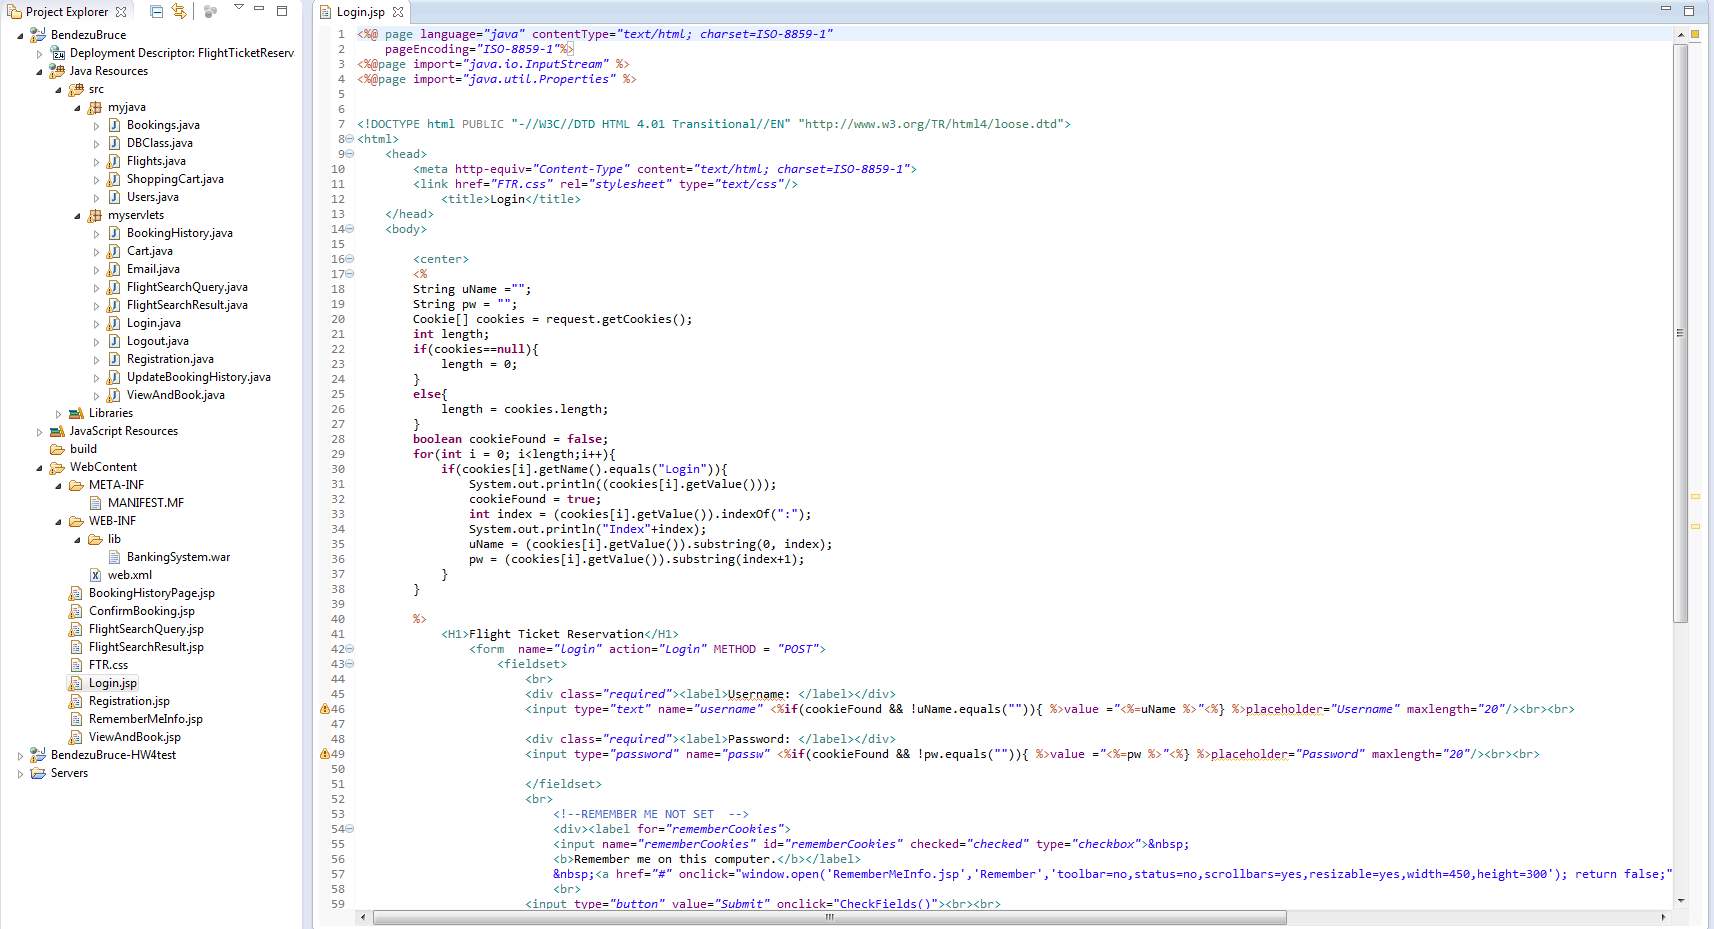 Project Explorer
BendezuBruce
Deployment Descriptor: FlightTicketReserv
Java Resources
src
myjava
Bookings.java
DBClass.java
Flights.java
ShoppingCart.java
Users.java
myservlets
BookingHistory.java
Cart.java
Email.java
FlightSearchQuery.java
FlightSearchResult.java
Login.java
Logout.java
Registration.java
UpdateBookingHistory.java
ViewAndBook.java
Libraries
JavaScript Resources
build
WebContent
META-INF
MANIFEST.MF
WEB-INF
lib
BankingSystem.war
web.xml
BookingHistoryPage.jsp
ConfirmBooking.jsp
FlightSearchQuery.jsp
FlightSearchResult.jsp
FTR.css
Login.jsp
Registration.jsp
RememberMeInfo.jsp
ViewAndBook.jsp
BendezuBruce-HW4test
Servers
Login.jsp
1 <%@ page language="java" contentType="text/html; charset=ISO-8859-1"
2 pageEncoding="ISO-8859-1"%>
3 <%@page import="java.io.InputStream" %>
4 <%@page import="java.util.Properties" %>
5
6
7 <!DOCTYPE html PUBLIC "-//W3C//DTD HTML 4.01 Transitional//EN" "http://www.w3.org/TR/html4/loose.dtd">
8 <html>
9 <head>
10 <meta http-equiv="Content-Type" content="text/html; charset=ISO-8859-1">
11 <link href="FTR.css" rel="stylesheet" type="text/css"/>
12 <title>Login</title>
13 </head>
14 <body>
15
16 <center>
17 <%
18 String uName ="";
19 String pw = "";
20 Cookie[] cookies = request.getCookies();
21 int length;
22 if(cookies==null){
23 length = 0;
24 }
25 else{
26 length = cookies.length;
27 }
28 boolean cookieFound = false;
29 for(int i = 0; i<length;i++){
30 if(cookies[i].getName().equals("Login")){
31 System.out.println((cookies[i].getValue()));
32 cookieFound = true;
33 int index = (cookies[i].getValue()).indexOf(":");
34 System.out.println("Index"+index);
35 uName = (cookies[i].getValue()).substring(0, index);
36 pw = (cookies[i].getValue()).substring(index+1);
37 }
38 }
39
40 %>
41 <H1>Flight Ticket Reservation</H1>
42 <form  name="login" action="Login" METHOD = "POST">
43 <fieldset>
44 <br>
45 <div class="required"><label>Username: </label></div>
46 <input type="text" name="username" <%if(cookieFound && !uName.equals("")){ %>value ="<%=uName %>"<%} %>placeholder="Username" maxlength="20"/><br><br>
47
48 <div class="required"><label>Password: </label></div>
49 <input type="password" name="passw" <%if(cookieFound && !pw.equals("")){ %>value ="<%=pw %>"<%} %>placeholder="Password" maxlength="20"/><br><br>
50
51 </fieldset>
52 <br>
53 <!--REMEMBER ME NOT SET  -->
54 <div><label for="rememberCookies">
55 <input name="rememberCookies" id="rememberCookies" checked="checked" type="checkbox">&nbsp;
56 <b>Remember me on this computer.</b></label>
57 &nbsp;<a href="#" onclick="window.open('RememberMeInfo.jsp','Remember','toolbar=no,status=no,scrollbars=yes,resizable=yes,width=450,height=300'); return false;"
58 <br>
59 <input type="button" value="Submit" onclick="CheckFields()"><br><br>